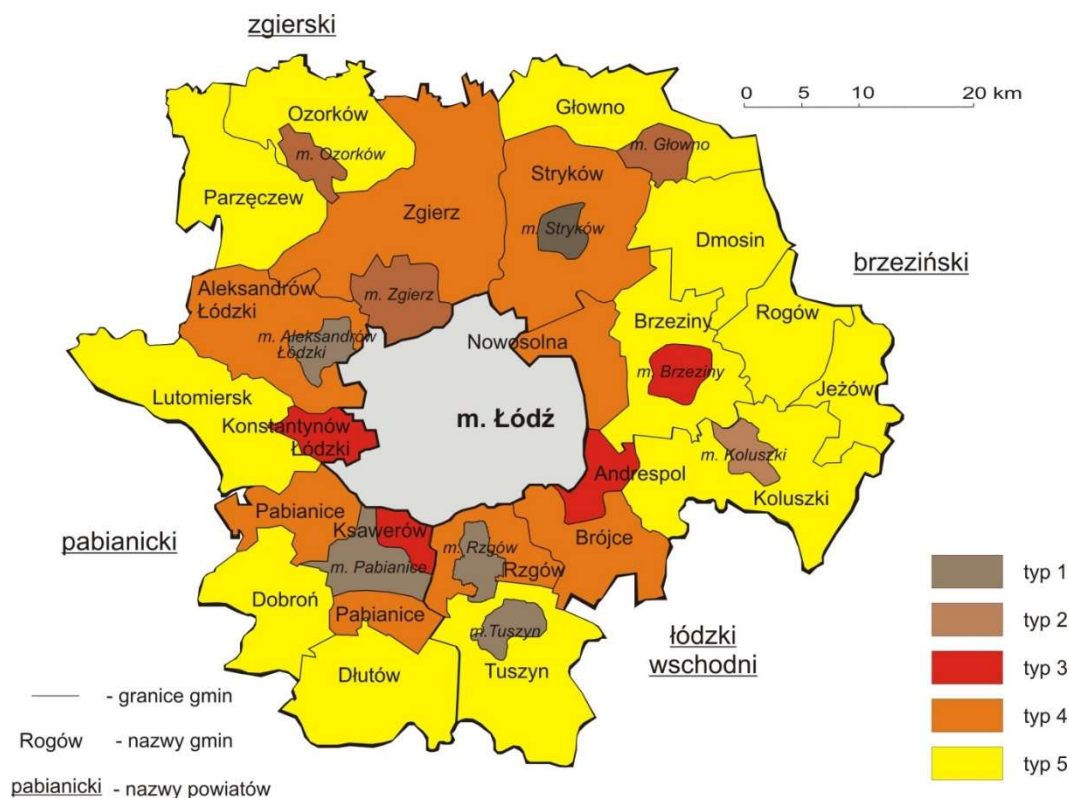 zgierski
0 5 10 20 km
Ozorków
Głowno
m. Ozorków
m. Głowno
Stryków
Parzęczew
Zgierz
m. Stryków
Dmosin
brzeziński
Aleksandrów
Łódzki
m. Zgierz
Rogów
Brzeziny
m. Aleksandrów
Łódzki
Nowosolna
m. Brzeziny
Jeżów
Lutomiersk
m. Łódź
Konstantynów
Łódzki
m. Koluszki
Andrespol
Koluszki
Pabianice
Ksawerów
Brójce
pabianicki
m. Rzgów
m. Pabianice
Rzgów
Dobroń
Pabianice
m.Tuszyn
łódzki
wschodni
Dłutów
Tuszyn
typ 1
typ 2
typ 3
typ 4
typ 5
- granice gmin
Rogów - nazwy gmin
pabianicki - nazwy powiatów